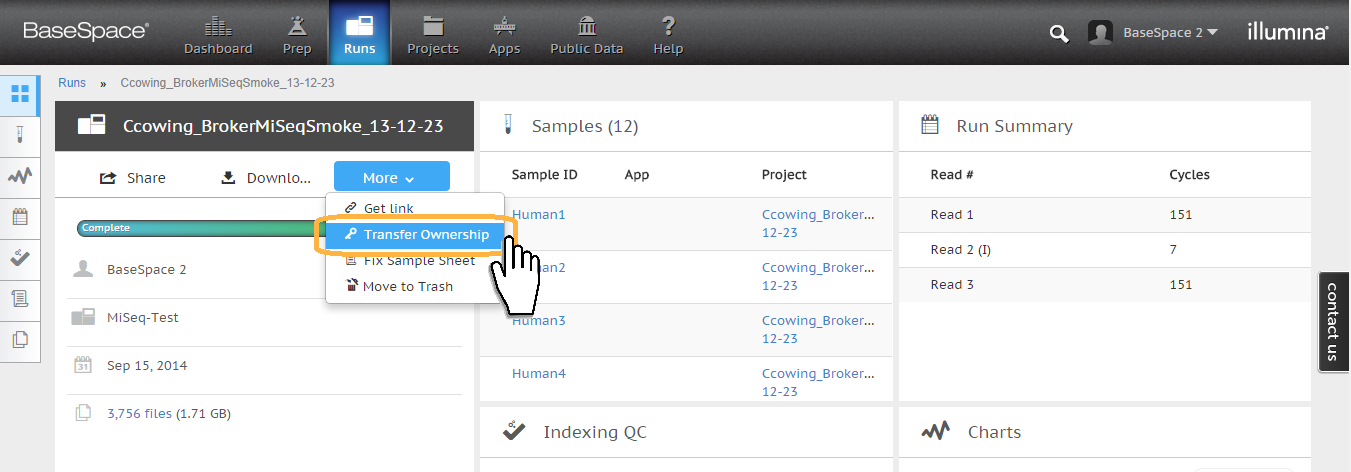 BaseSpace®
Dashboard
Prep
Runs
Projects
Apps
Public Data
Help
BaseSpace 2
illumina®
Runs » Ccowing_BrokerMiSeqSmoke_13-12-23
Ccowing_BrokerMiSeqSmoke_13-12-23
Share
Downlo...
More
Get link
Transfer Ownership
Fix Sample Sheet
Move to Trash
Complete
BaseSpace 2
MiSeq-Test
31
Sep 15, 2014
3,756 files (1.71 GB)
Samples (12)
Sample ID App Project
Human1 Ccowing_Broker...
12-23
an2 Ccowing_Broker...
12-23
Human3 Ccowing_Broker...
12-23
Human4 Ccowing_Broker...
12-23
Indexing QC
Run Summary
Read # Cycles
Read 1 151
Read 2 (I) 7
Read 3 151
Charts
contact us